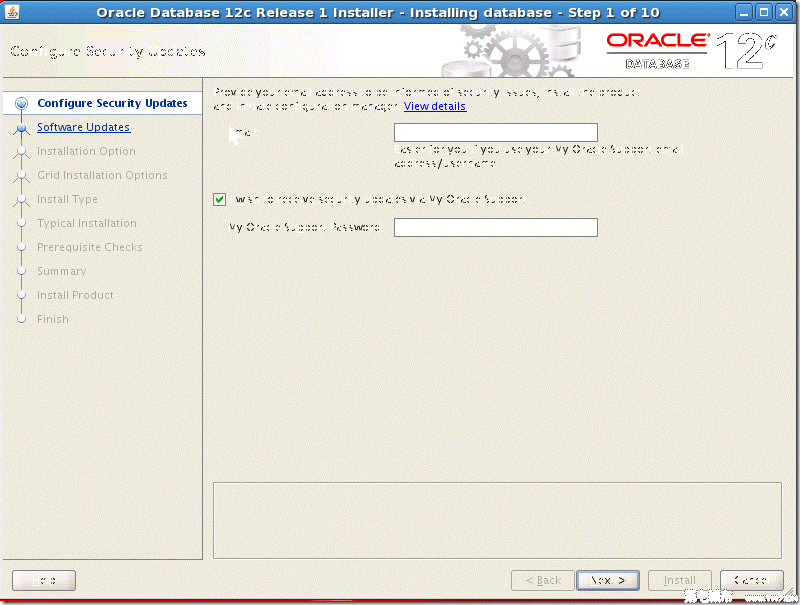 Oracle Database 12c Release 1 Installer - Installing database - Step 1 of 10
Configure Security Updates
ORACLE
DATABASE
12c
Configure Security Updates
Software Updates
Installation Option
Grid Installation Options
Install Type
Typical Installation
Prerequisite Checks
Summary
Install Product
Finish
Provide your email address to be informed of security issues, install the product
and initiate configuration manager. View details
Easier for you if you use your My Oracle Support email
address/username.
I wish to receive security updates via My Oracle Support.
My Oracle Support Password:
Help
< Back
Next >
Install
Cancel